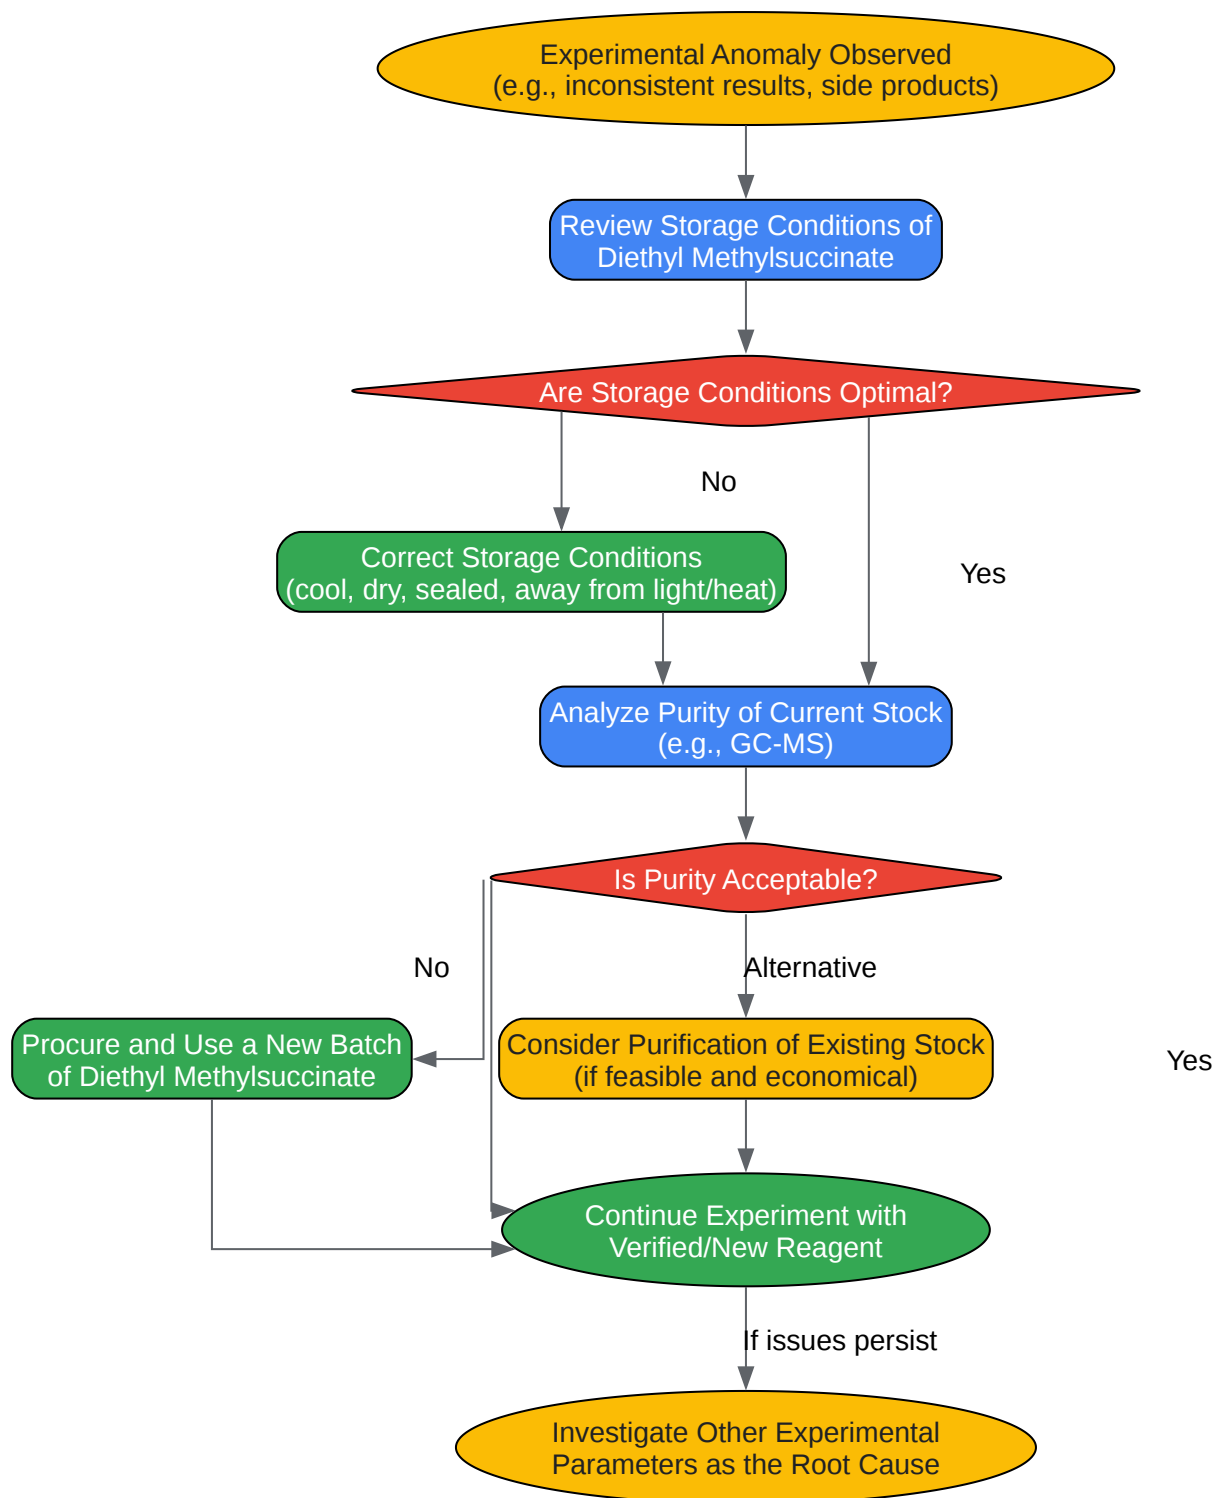 Experimental Anomaly Observed
(e.g., inconsistent results, side products)
Review Storage Conditions of
Diethyl Methylsuccinate
Are Storage Conditions Optimal?
No
Correct Storage Conditions
(cool, dry, sealed, away from light/heat)
Yes
Analyze Purity of Current Stock
(e.g., GC-MS)
Is Purity Acceptable?
No
Alternative
Procure and Use a New Batch
of Diethyl Methylsuccinate
Consider Purification of Existing Stock
(if feasible and economical)
Yes
Continue Experiment with
Verified/New Reagent
If issues persist
Investigate Other Experimental
Parameters as the Root Cause